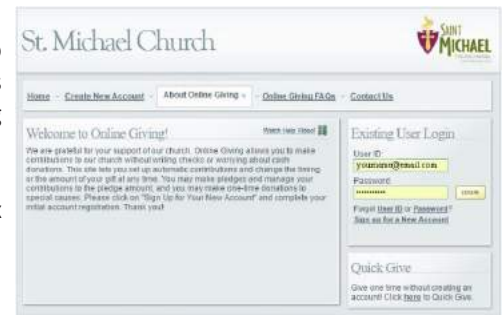 St. Michael Church
SAINT
MICHAEL
Home - Create New Account - About Online Giving - Online Giving FAQs - Contact Us
Welcome to Online Giving!
We are grateful for your support of our church. Online Giving allows you to make
contributions to our church without writing checks or worrying about cash
donations. This site lets you set up automatic contributions and change the timing
or the amount of your gift at any time. You may make pledges and manage your
contributions to the pledge amount, and you may make one-time donations to
special causes. Please click on "Sign Up for Your New Account" and complete your
initial account registration. Thank you!
Existing User Login
User ID:
yourname@email.com
Password:
Forgot User ID or Password?
Sign up for a New Account
Quick Give
Give one time without creating an
account! Click here to Quick Give.